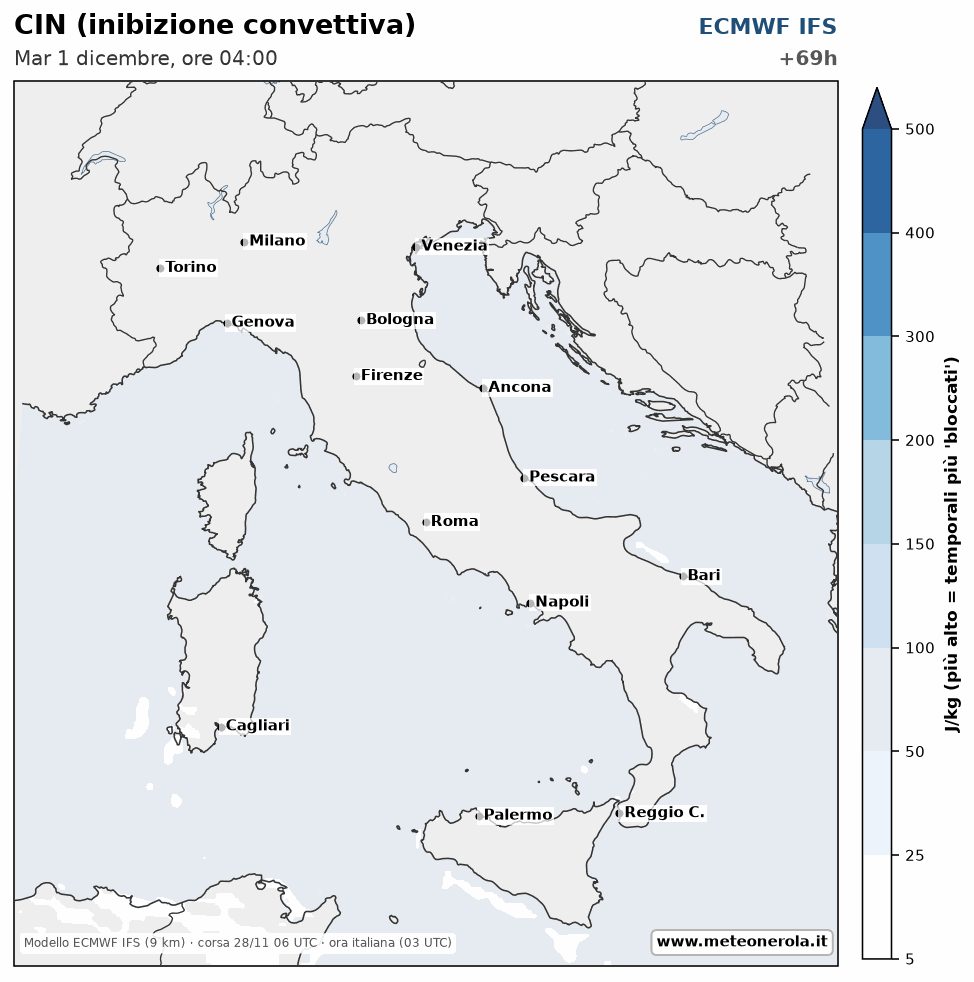 CIN (inibizione convettiva)
ECMWF IFS
Mar 1 dicembre, ore 04:00
+69h
Milano
Venezia
Torino
Genova
Bologna
Firenze
Ancona
Pescara
Roma
Bari
Napoli
Cagliari
Palermo
Reggio C.
Modello ECMWF IFS (9 km) · corsa 28/11 06 UTC · ora italiana (03 UTC)
www.meteonerola.it
500
400
300
200
150
100
50
25
5
J/kg (più alto = temporali più 'bloccati')